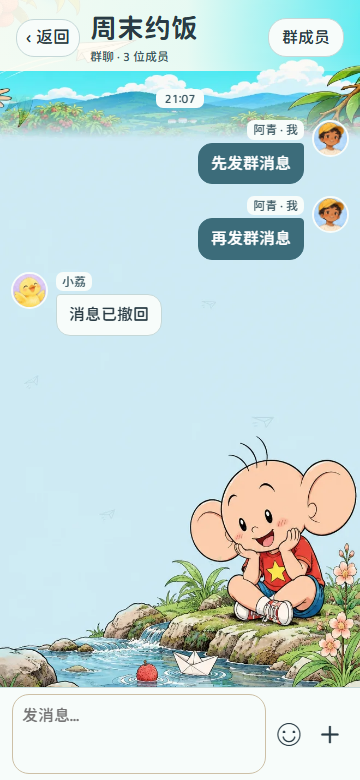 ‹ 返回
周末约饭
群聊 · 3 位成员
群成员
21:07
阿青 · 我
先发群消息
阿青 · 我
再发群消息
小荔
消息已撤回
发消息…